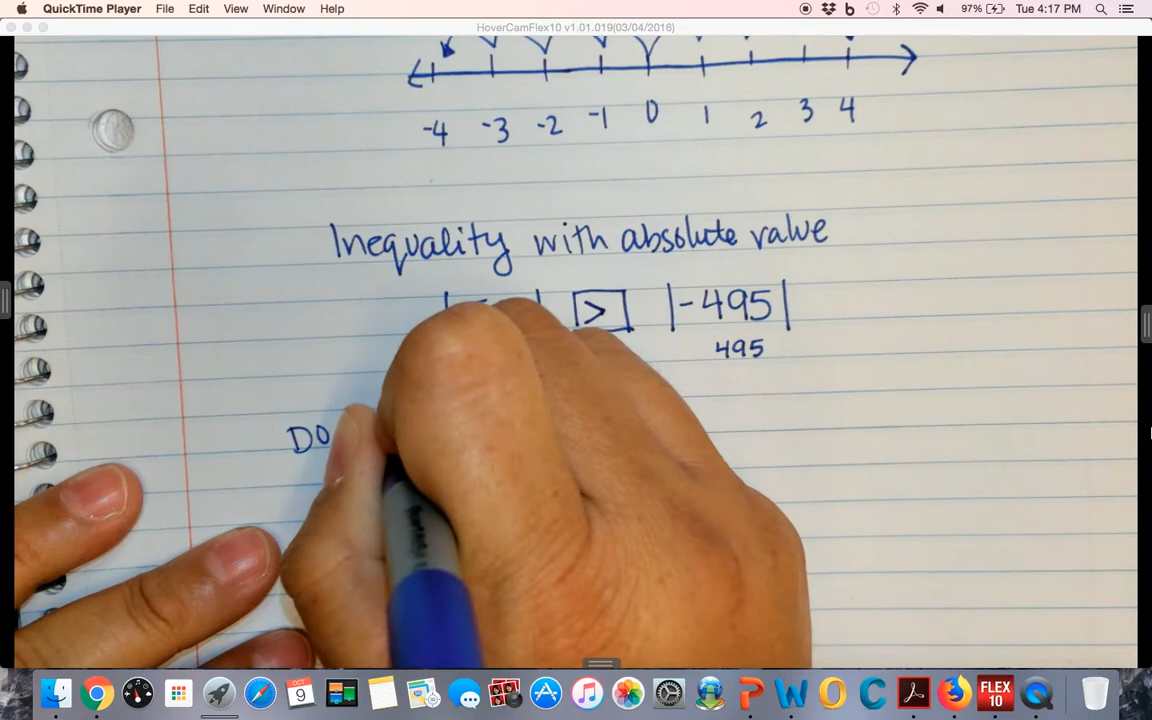 QuickTime Player File Edit View Window Help 97% Tue 4:17 PM
HoverCamFlex10 v1.01.019(03/04/2016)
-4 -3 -2 -1 0 1 2 3 4
Inequality with absolute value
> |-495|
495
DO